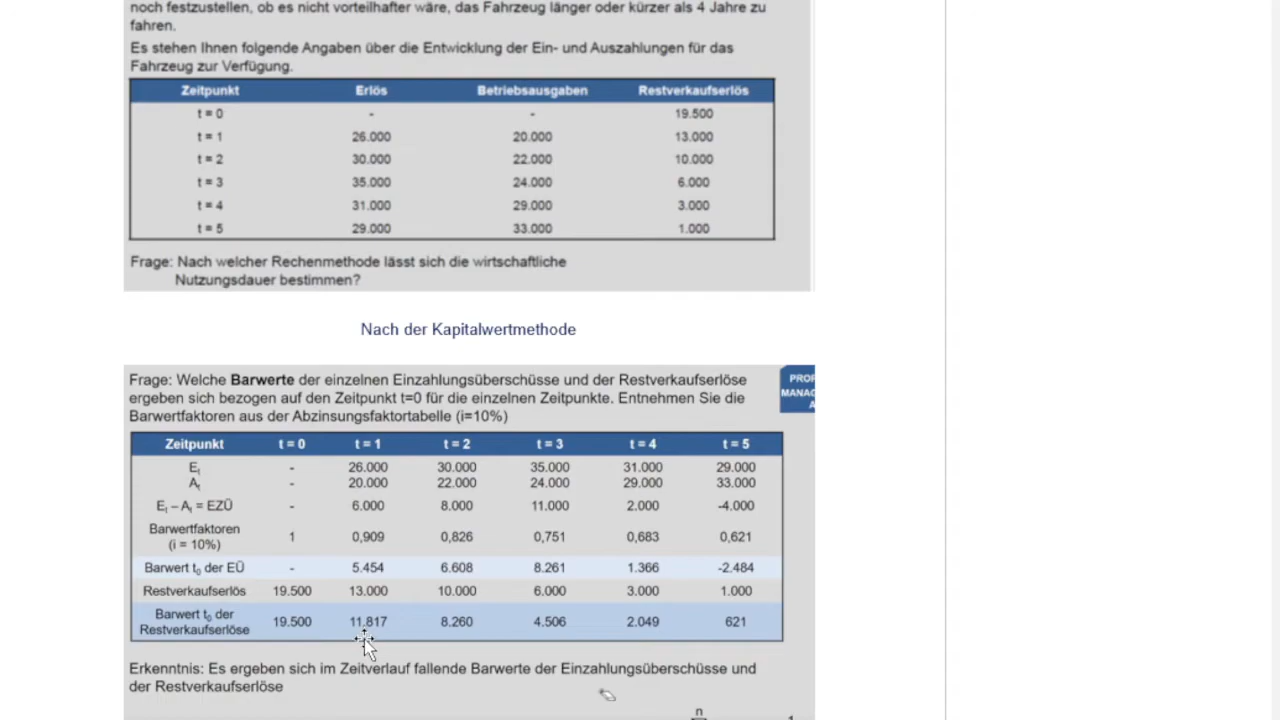 noch festzustellen, ob es nicht vorteilhafter wäre, das Fahrzeug länger oder kürzer als 4 Jahre zu
fahren.
Es stehen Ihnen folgende Angaben über die Entwicklung der Ein- und Auszahlungen für das
Fahrzeug zur Verfügung.
Zeitpunkt Erlös Betriebsausgaben Restverkaufserlös
t = 0 - - 19.500
t = 1 26.000 20.000 13.000
t = 2 30.000 22.000 10.000
t = 3 35.000 24.000 6.000
t = 4 31.000 29.000 3.000
t = 5 29.000 33.000 1.000
Frage: Nach welcher Rechenmethode lässt sich die wirtschaftliche
Nutzungsdauer bestimmen?
Nach der Kapitalwertmethode
Frage: Welche Barwerte der einzelnen Einzahlungsüberschüsse und der Restverkaufserlöse
ergeben sich bezogen auf den Zeitpunkt t=0 für die einzelnen Zeitpunkte. Entnehmen Sie die
Barwertfaktoren aus der Abzinsungsfaktortabelle (i=10%)
PROF
MANAG
A
Zeitpunkt t = 0 t = 1 t = 2 t = 3 t = 4 t = 5
Et - 26.000 30.000 35.000 31.000 29.000
At - 20.000 22.000 24.000 29.000 33.000
Et – At = EZÜ - 6.000 8.000 11.000 2.000 -4.000
Barwertfaktoren
(i = 10%) 1 0,909 0,826 0,751 0,683 0,621
Barwert t0 der EÜ - 5.454 6.608 8.261 1.366 -2.484
Restverkaufserlös 19.500 13.000 10.000 6.000 3.000 1.000
Barwert t0 der
Restverkaufserlöse 19.500 11.817 8.260 4.506 2.049 621
Erkenntnis: Es ergeben sich im Zeitverlauf fallende Barwerte der Einzahlungsüberschüsse und
der Restverkaufserlöse
n